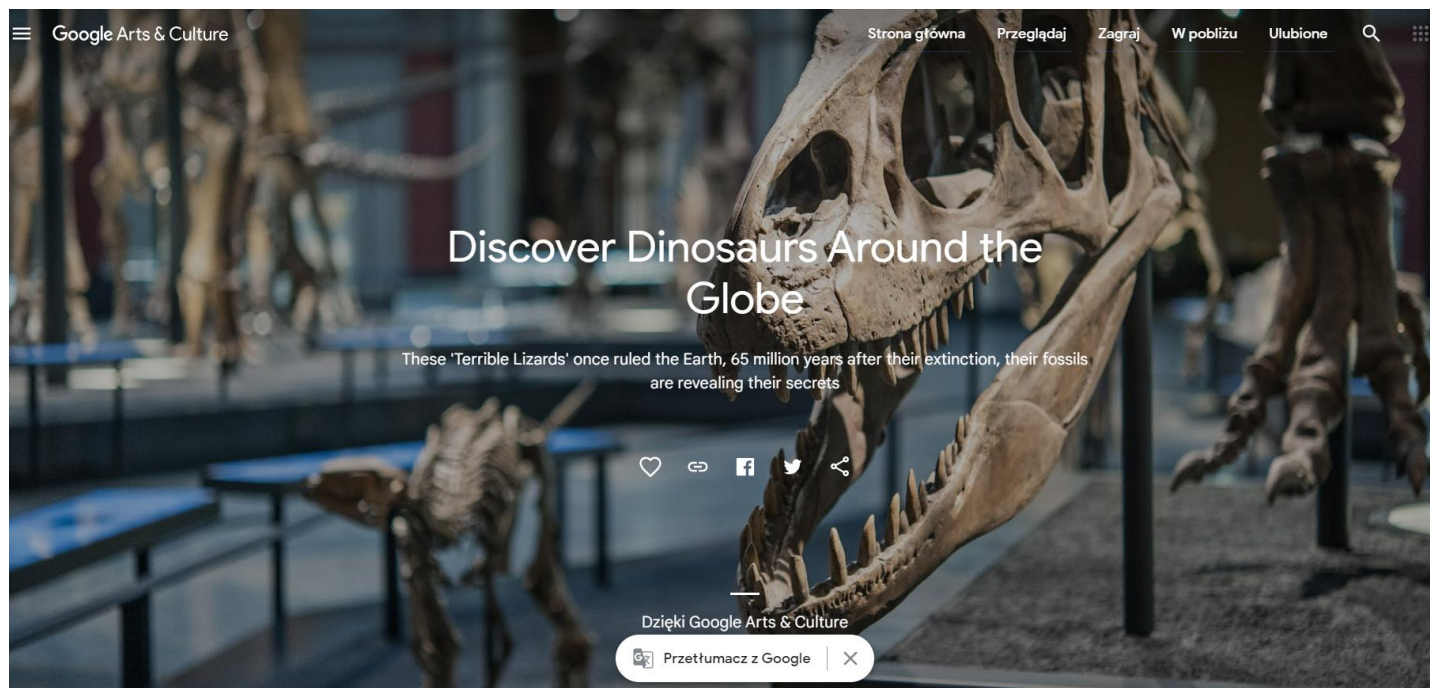 Google Arts & Culture
Strona główna
Przeglądaj
Zagraj
W pobliżu
Ulubione
Discover Dinosaurs Around the
Globe
These 'Terrible Lizards' once ruled the Earth, 65 million years after their extinction, their fossils
are revealing their secrets
Dzięki Google Arts & Culture
Przetłumacz z Google